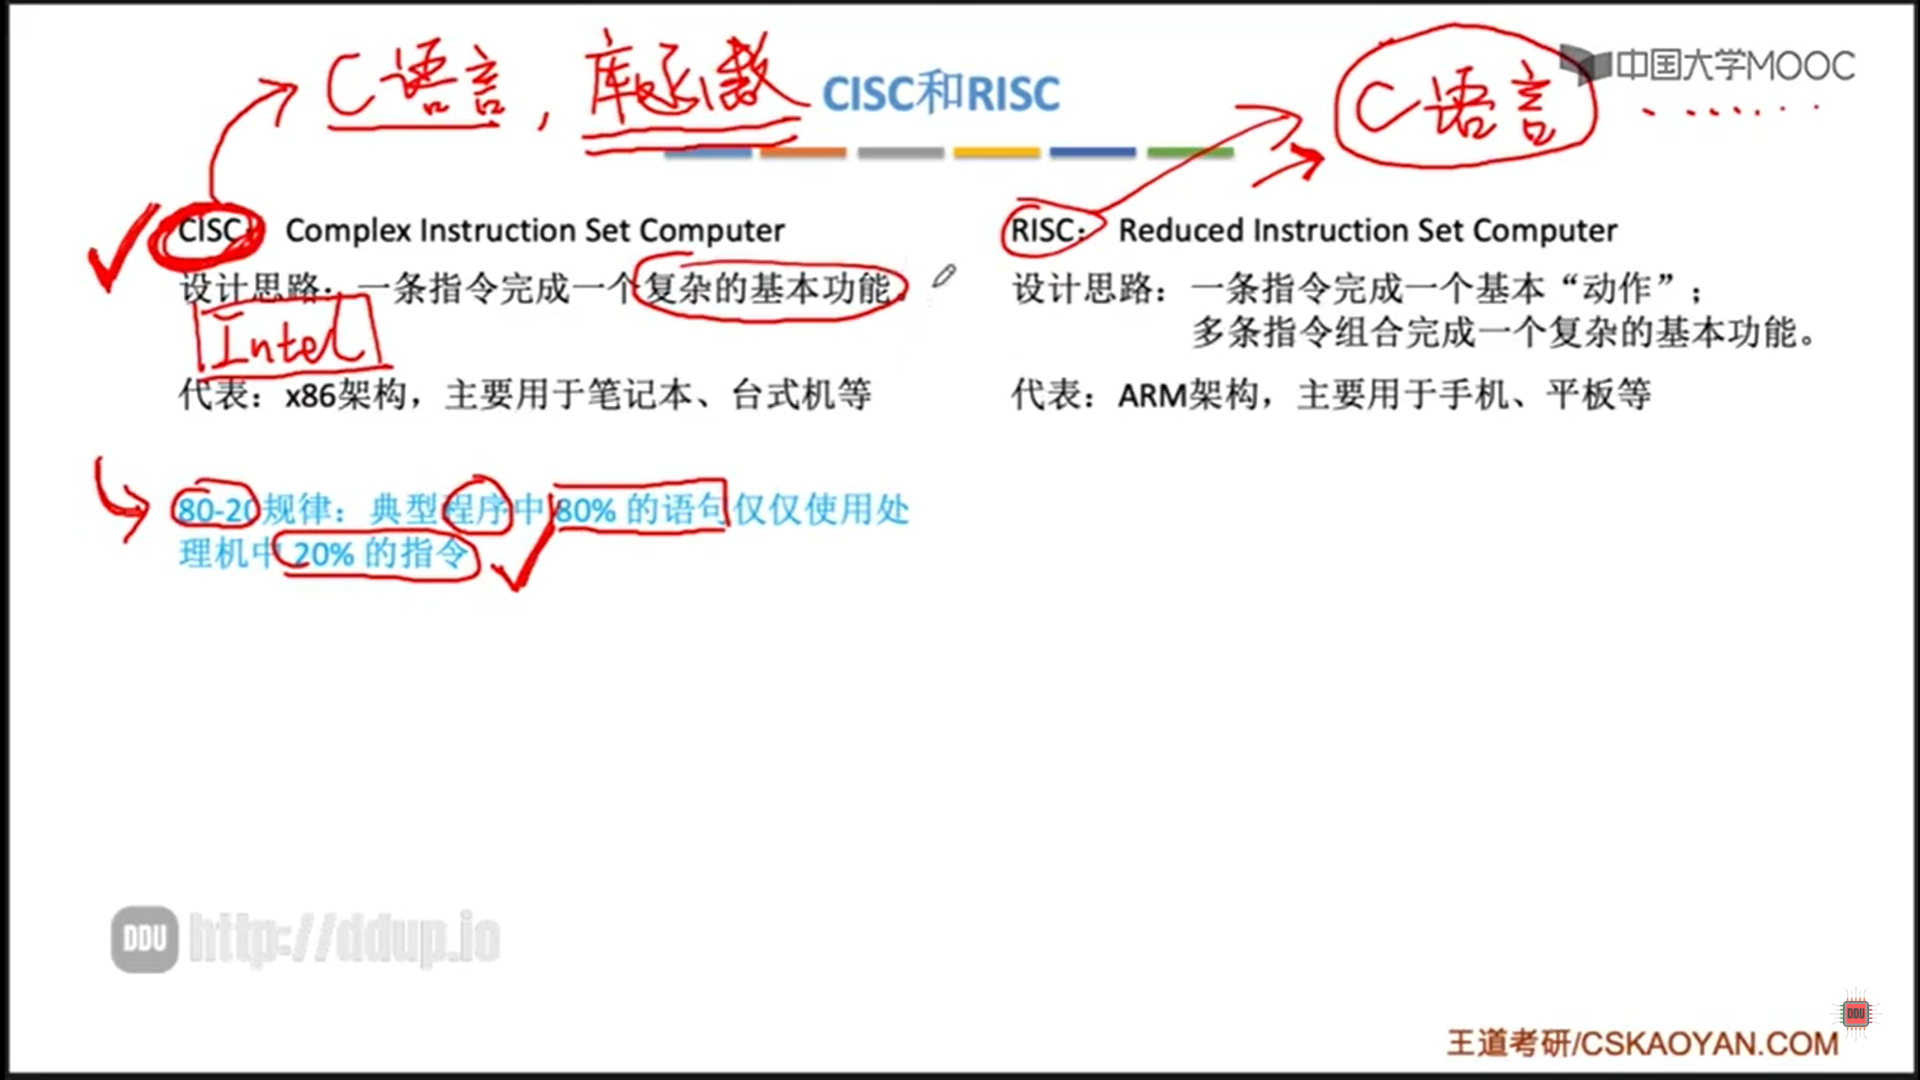 C语言，库函数
CISC和RISC
C语言
中国大学MOOC
CISC： Complex Instruction Set Computer
设计思路：一条指令完成一个复杂的基本功能。
Intel
代表：x86架构，主要用于笔记本、台式机等
RISC： Reduced Instruction Set Computer
设计思路：一条指令完成一个基本“动作”；
多条指令组合完成一个复杂的基本功能。
代表：ARM架构，主要用于手机、平板等
80-20规律：典型程序中 80% 的语句仅仅使用处
理机中 20% 的指令
DDU http://ddup.io
DDU
王道考研/CSKAOYAN.COM